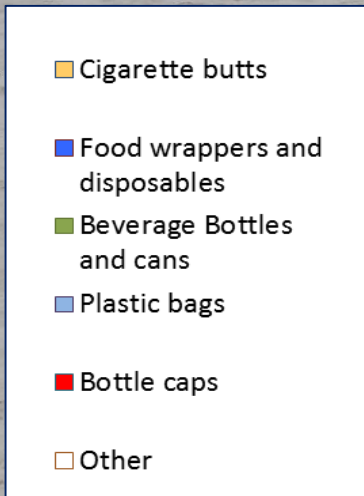 Cigarette butts
Food wrappers and
disposables
Beverage Bottles
and cans
Plastic bags
Bottle caps
Other